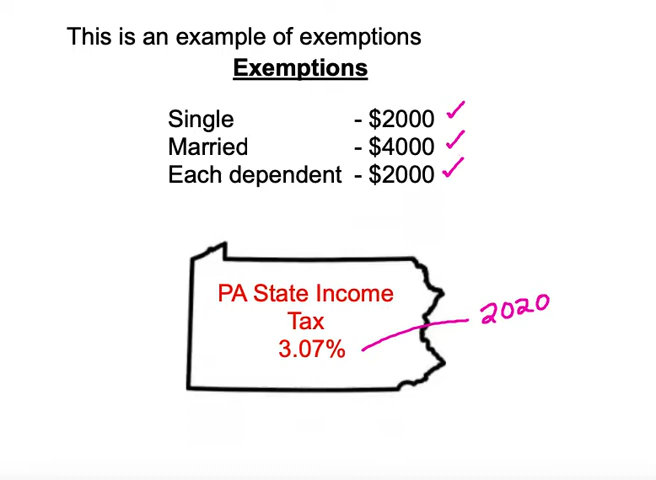 This is an example of exemptions
Exemptions
Single - $2000
Married - $4000
Each dependent - $2000
PA State Income
Tax
3.07%
2020